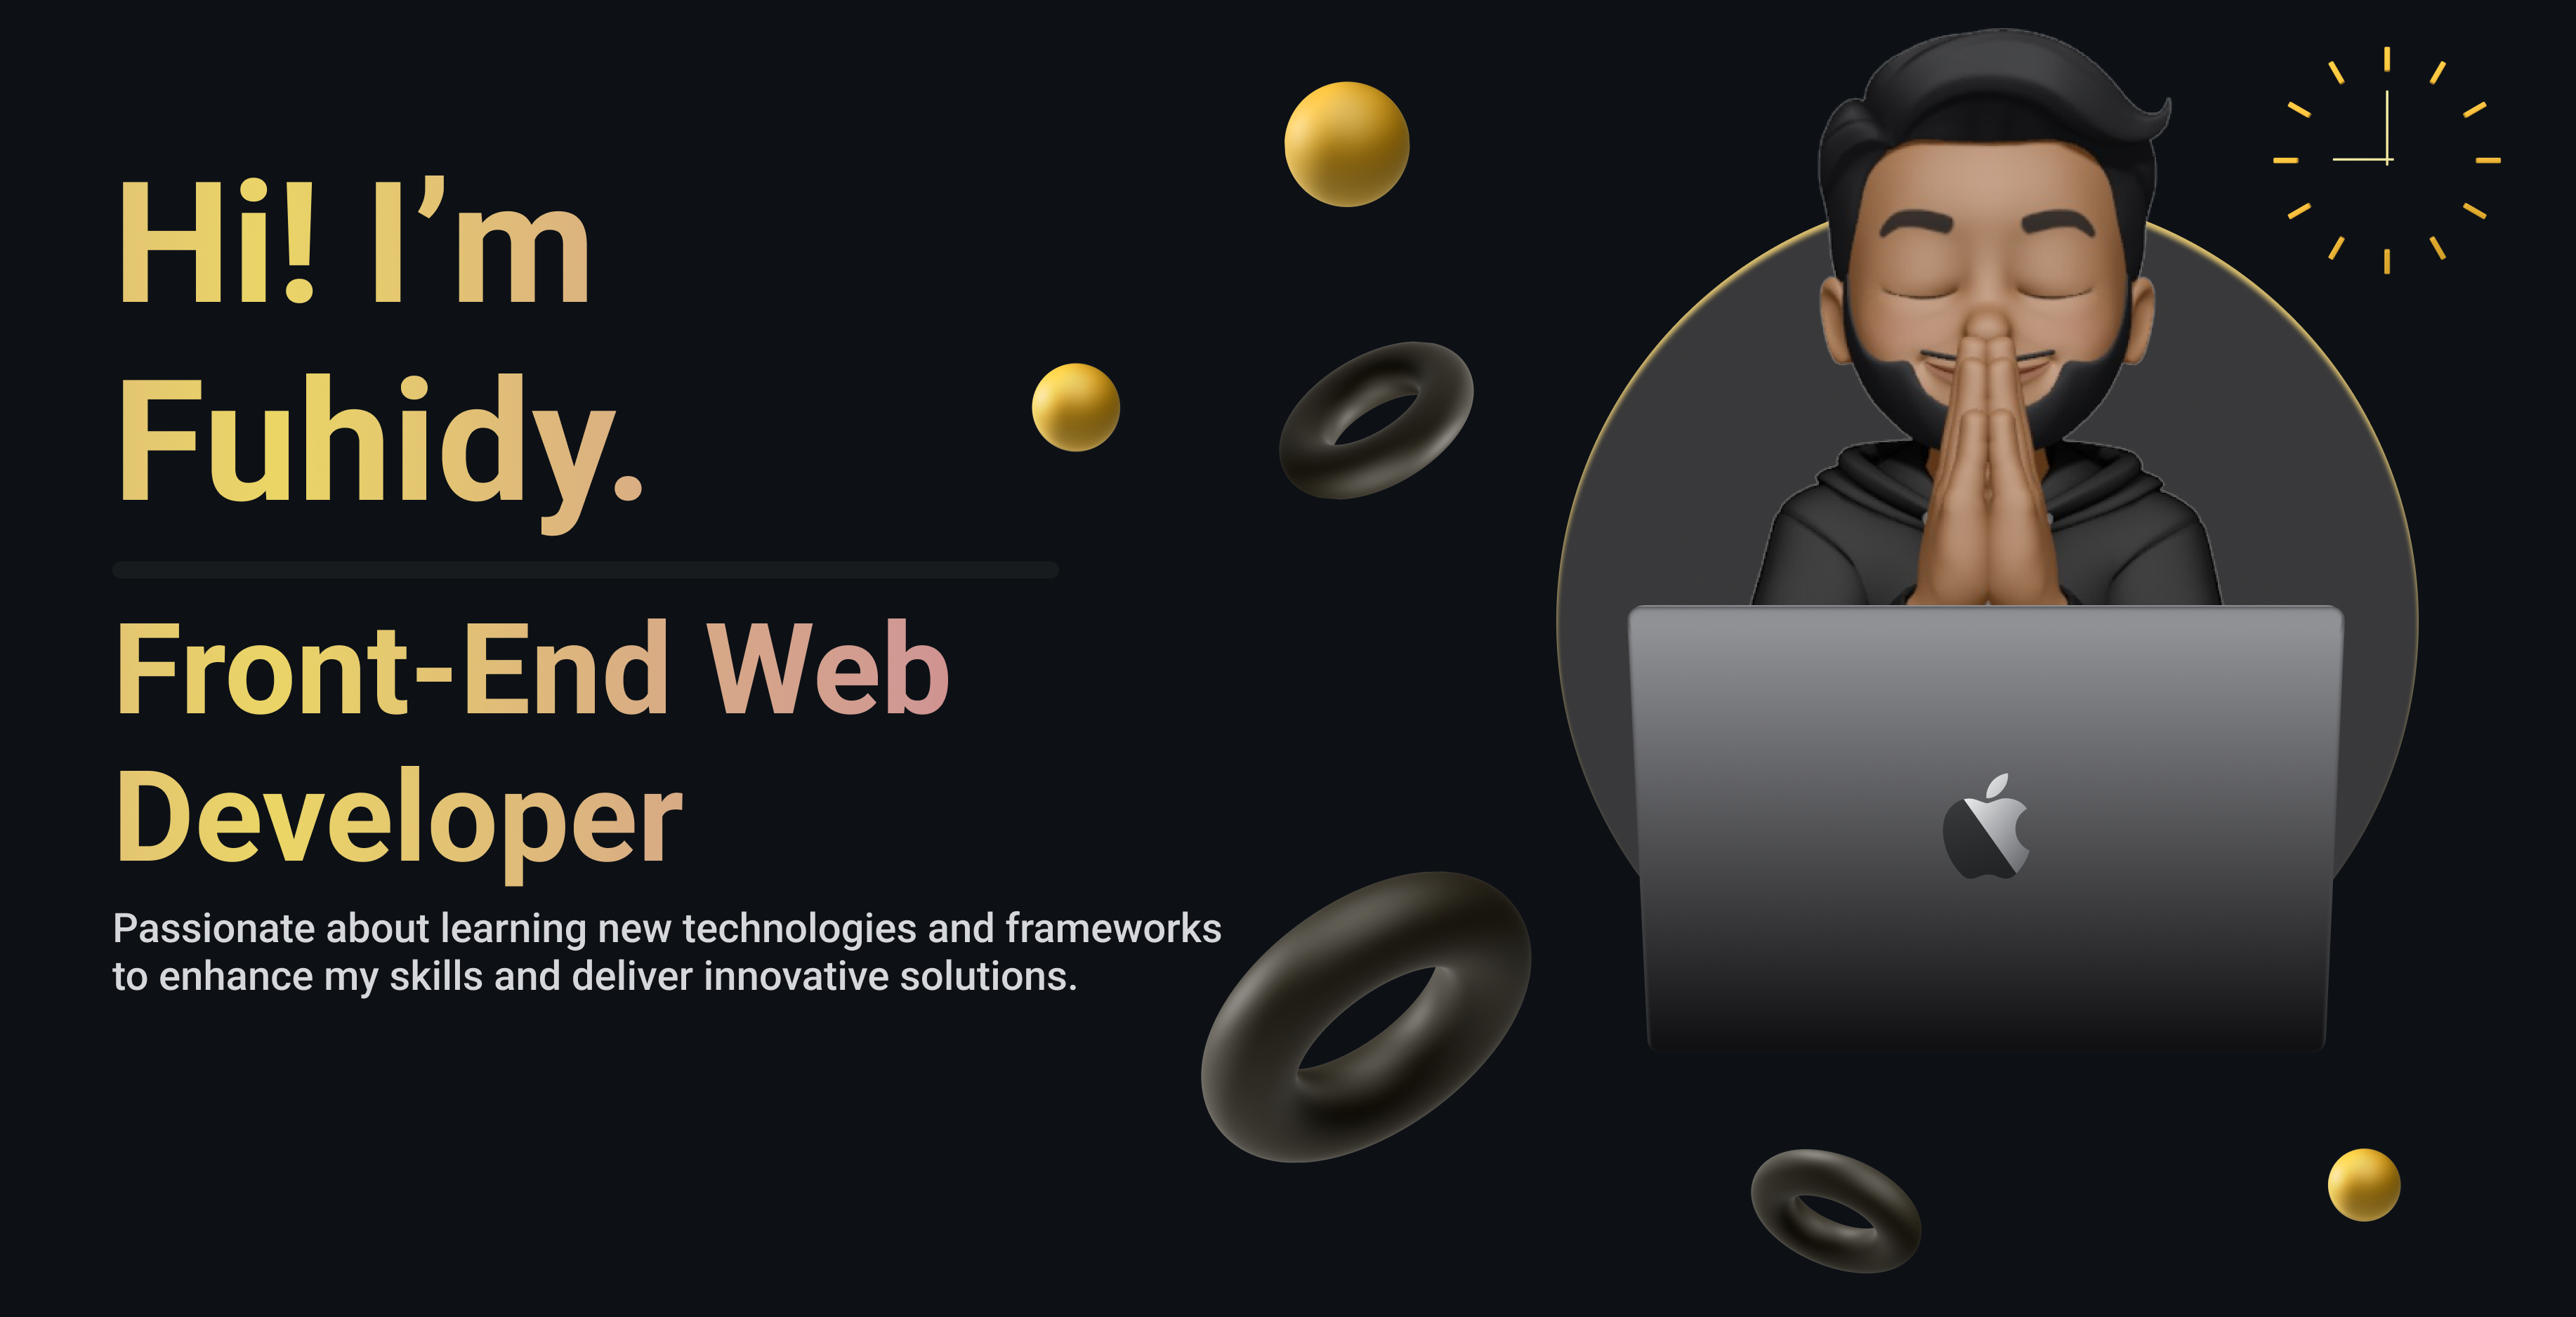 Hi! I’m
Fuhidy.
Front-End Web
Developer
Passionate about learning new technologies and frameworks
to enhance my skills and deliver innovative solutions.